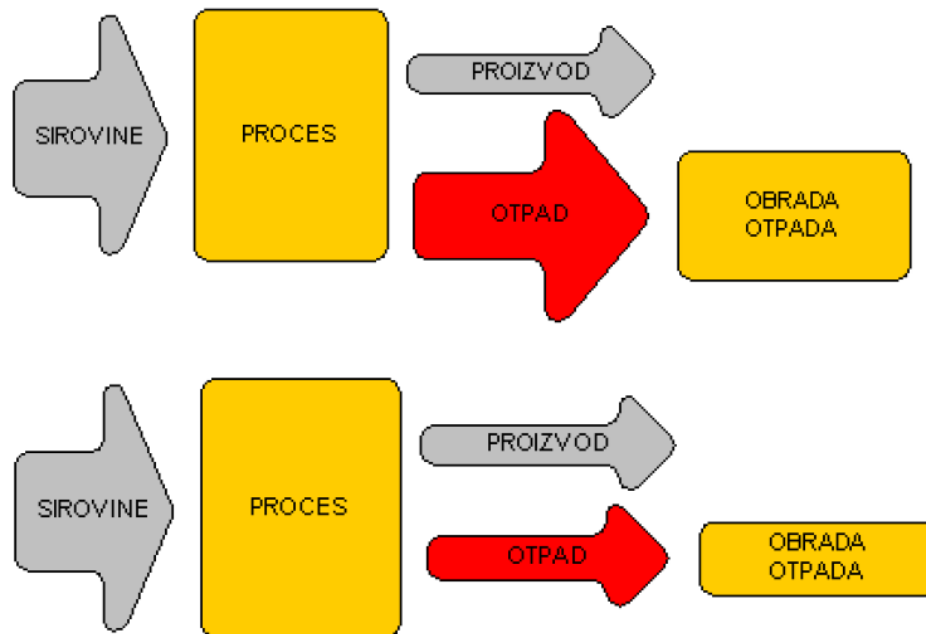 PROIZVOD
SIROVINE
PROCES
OTPAD
OBRADA
OTPADA
PROIZVOD
SIROVINE
PROCES
OTPAD
OBRADA
OTPADA